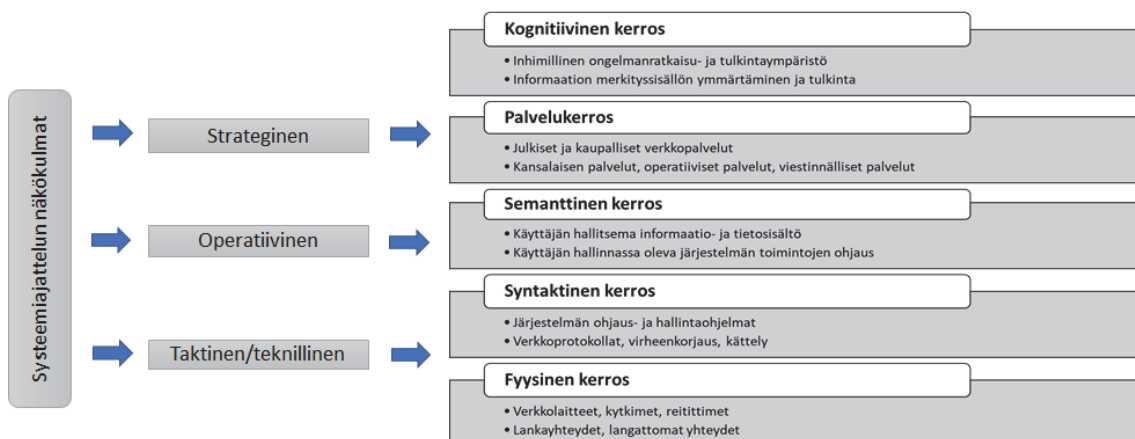 Systeemiajattelun näkökulmat
Strateginen
Operatiivinen
Taktinen/teknillinen
Kognitiivinen kerros
• Inhimillinen ongelmanratkaisu- ja tulkintaympäristö
• Informaation merkityssisällön ymmärtäminen ja tulkinta
Palvelukerros
• Julkiset ja kaupalliset verkkopalvelut
• Kansalaisen palvelut, operatiiviset palvelut, viestinnälliset palvelut
Semanttinen kerros
• Käyttäjän hallitsema informaatio- ja tietosisältö
• Käyttäjän hallinnassa oleva järjestelmän toimintojen ohjaus
Syntaktinen kerros
• Järjestelmän ohjaus- ja hallintaohjelmat
• Verkkoprotokollat, virheenkorjaus, kättely
Fyysinen kerros
• Verkkolaitteet, kytkimet, reitittimet
• Lankayhteydet, langattomat yhteydet